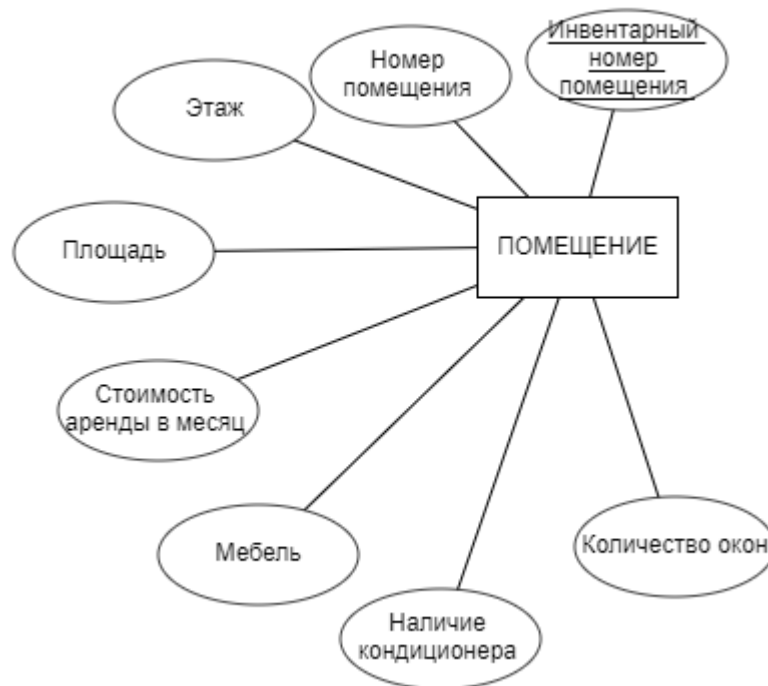 Инвентарный
номер
помещения
Номер
помещения
Этаж
ПОМЕЩЕНИЕ
Площадь
Стоимость
аренды в месяц
Мебель
Количество окон
Наличие
кондиционера